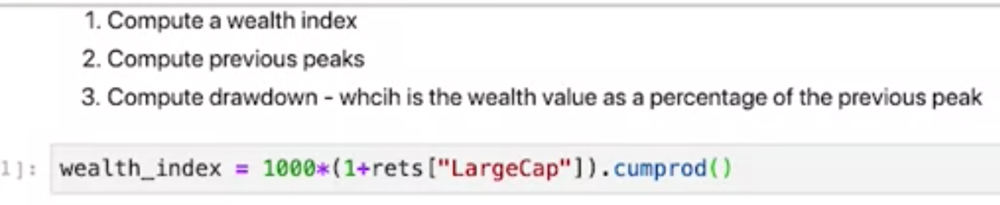 1. Compute a wealth index
2. Compute previous peaks
3. Compute drawdown - whcih is the wealth value as a percentage of the previous peak
1]: wealth_index = 1000*(1+rets["LargeCap"]).cumprod()